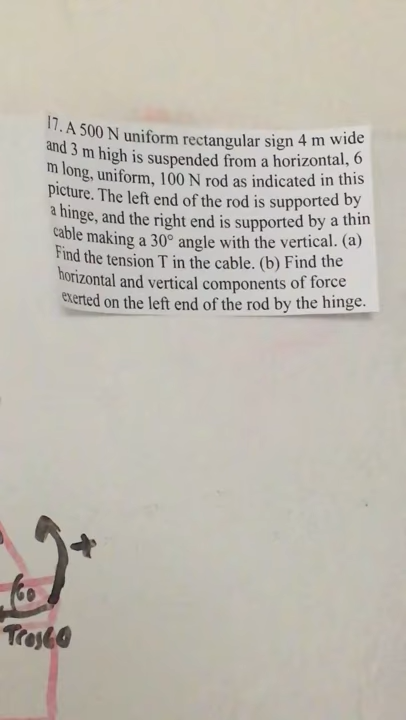 17. A 500 N uniform rectangular sign 4 m wide
and 3 m high is suspended from a horizontal, 6
m long, uniform, 100 N rod as indicated in this
picture. The left end of the rod is supported by
a hinge, and the right end is supported by a thin
cable making a 30° angle with the vertical. (a)
Find the tension T in the cable. (b) Find the
horizontal and vertical components of force
exerted on the left end of the rod by the hinge.
+
60
Tcos60